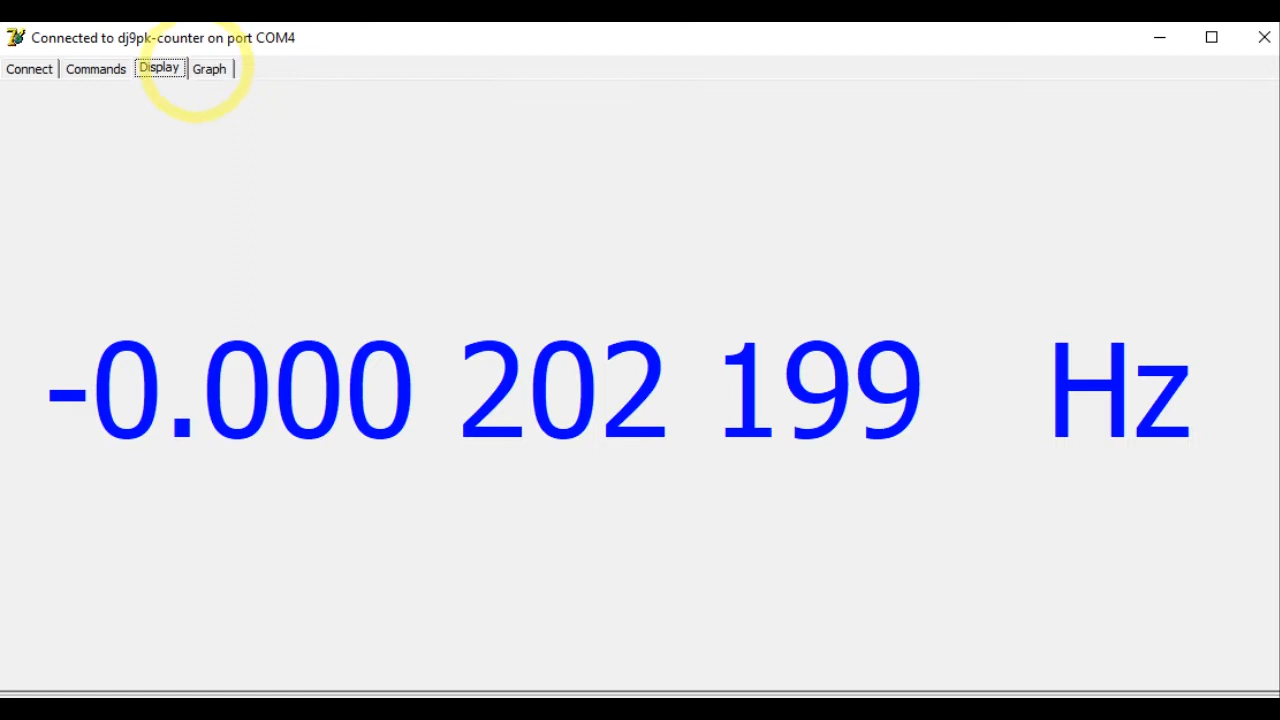 Connected to dj9pk-counter on port COM4
Connect Commands Display Graph
-0.000 202 199 Hz